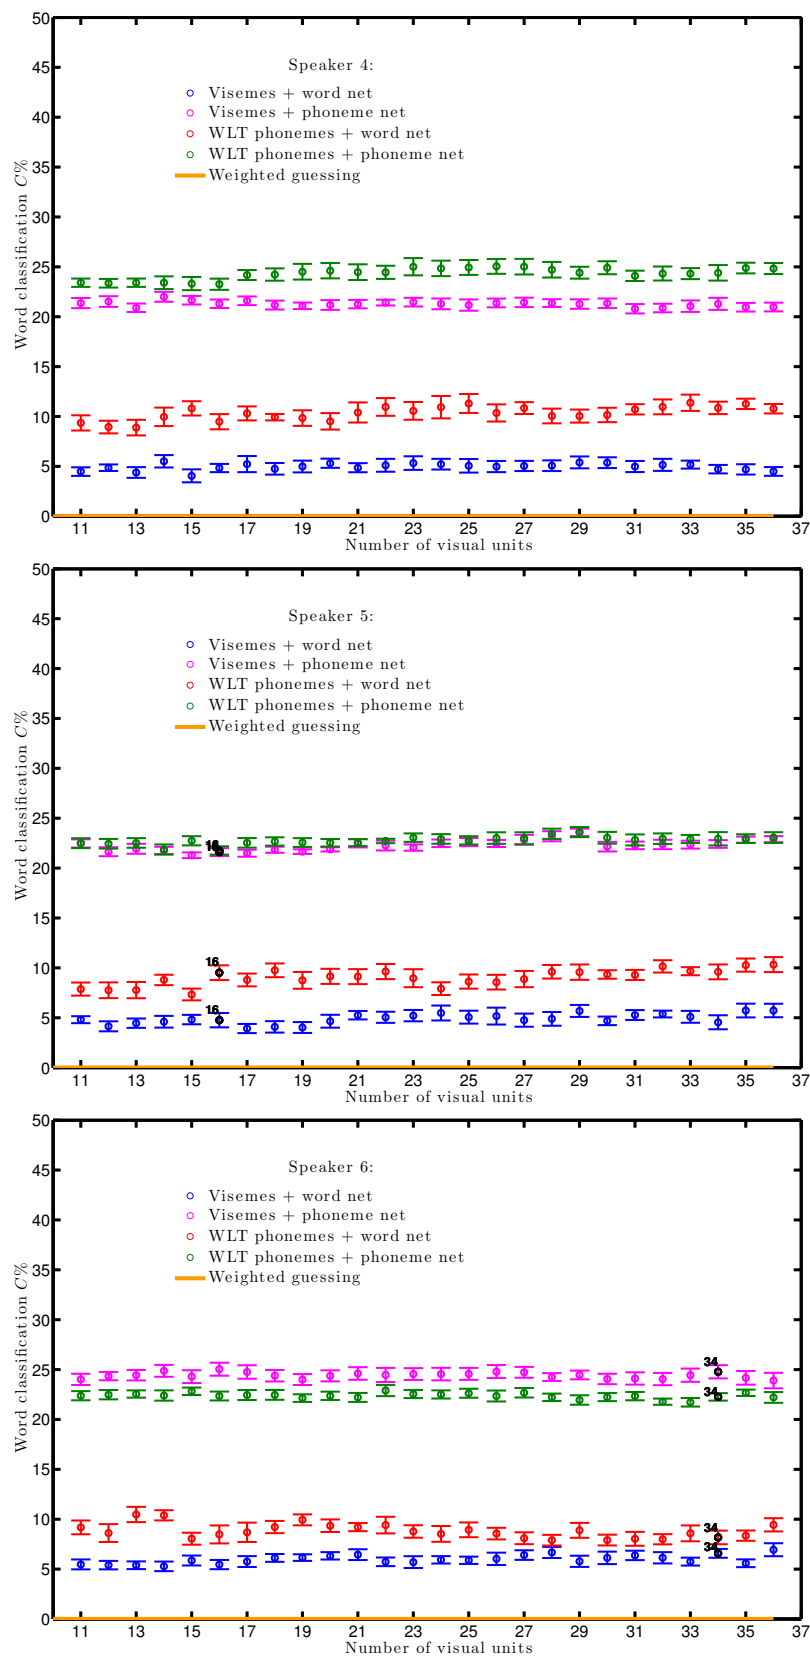 50
45
40
35
30
25
20
15
10
5
0
Word classification C%
Speaker 4:
Visemes + word net
Visemes + phoneme net
WLT phonemes + word net
WLT phonemes + phoneme net
Weighted guessing
11 13 15 17 19 21 23 25 27 29 31 33 35 37
Number of visual units
50
45
40
35
30
25
20
15
10
5
0
Word classification C%
Speaker 5:
Visemes + word net
Visemes + phoneme net
WLT phonemes + word net
WLT phonemes + phoneme net
Weighted guessing
16
16
16
11 13 15 17 19 21 23 25 27 29 31 33 35 37
Number of visual units
50
45
40
35
30
25
20
15
10
5
0
Word classification C%
Speaker 6:
Visemes + word net
Visemes + phoneme net
WLT phonemes + word net
WLT phonemes + phoneme net
Weighted guessing
34
34
34
34
11 13 15 17 19 21 23 25 27 29 31 33 35 37
Number of visual units